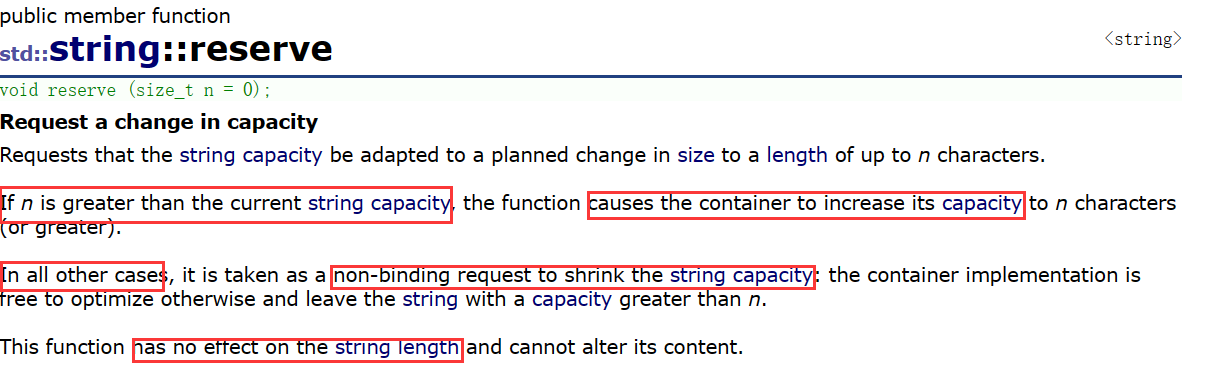 public member function
std::string::reserve
<string>
void reserve (size_t n = 0);
Request a change in capacity
Requests that the string capacity be adapted to a planned change in size to a length of up to n characters.
If n is greater than the current string capacity, the function causes the container to increase its capacity to n characters
(or greater).
In all other cases, it is taken as a non-binding request to shrink the string capacity: the container implementation is
free to optimize otherwise and leave the string with a capacity greater than n.
This function has no effect on the string length and cannot alter its content.